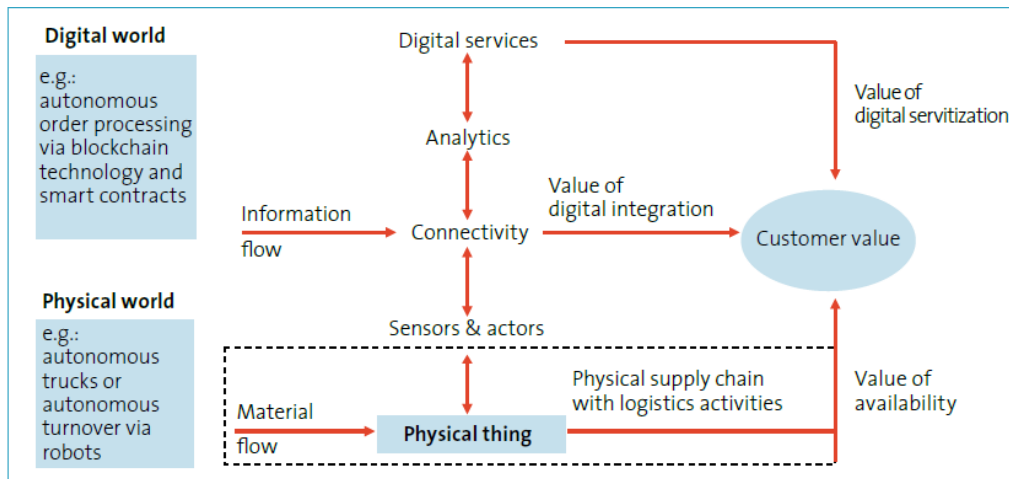 Digital world
e.g.:
autonomous
order processing
via blockchain
technology and
smart contracts
Physical world
e.g.:
autonomous
trucks or
autonomous
turnover via
robots
Digital services
Analytics
Information
flow
Connectivity
Value of
digital integration
Value of
digital servitization
Customer value
Sensors & actors
Material
flow
Physical thing
Physical supply chain
with logistics activities
Value of
availability